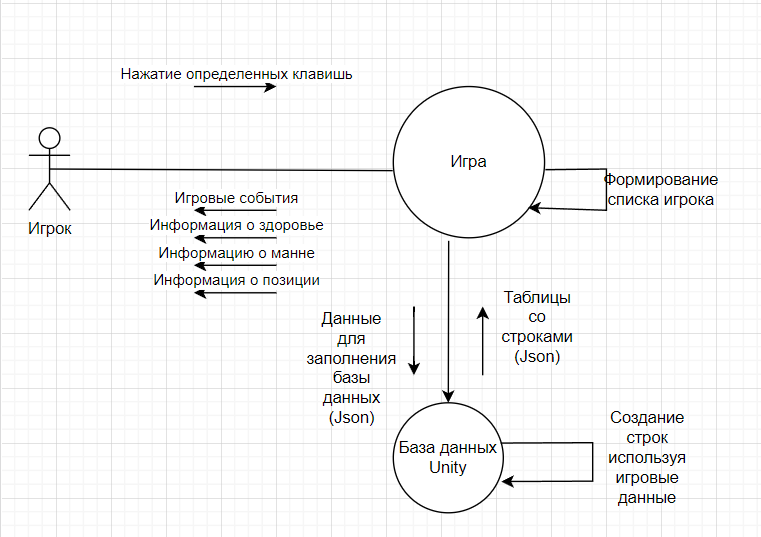 Нажатие определенных клавишь
Игра
Формирование
списка игрока
Игровые события
Игрок
Информация о здоровье
Информацию о манне
Информация о позиции
Данные
для
заполнения
базы
данных
(Json)
Таблицы
со
строками
(Json)
База данных
Unity
Создание
строк
используя
игровые
данные